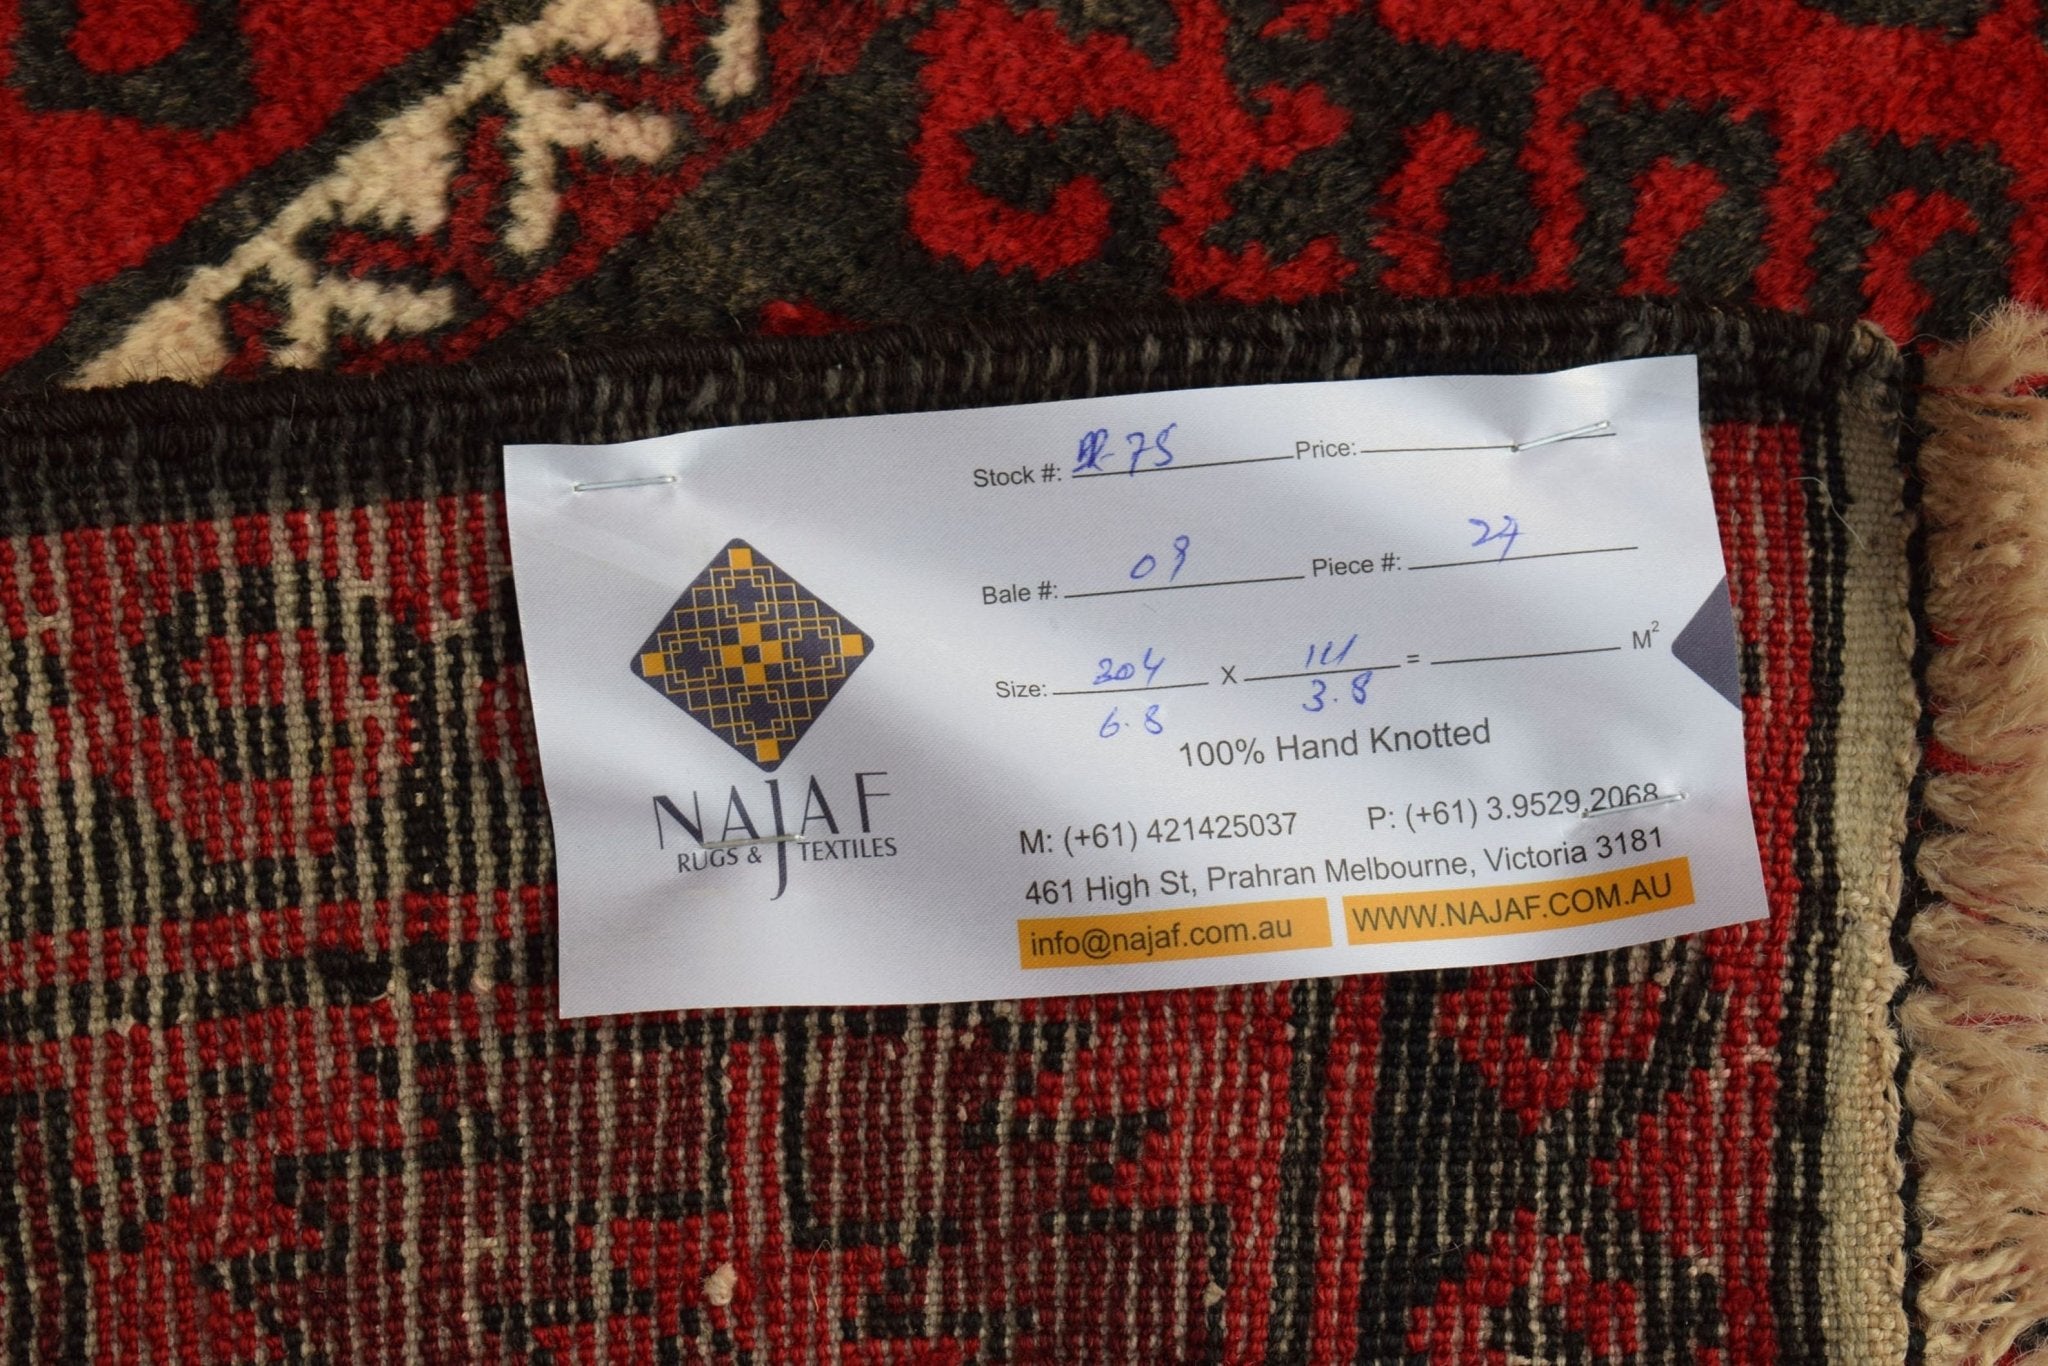 Stock #: R-75 Price:
Bale #: 09 Piece #: 27
Size: 204 X 111 = M²
6.8 3.8
100% Hand Knotted
NAJAF
RUGS & TEXTILES
M: (+61) 421425037 P: (+61) 3.9529.2068
461 High St, Prahran Melbourne, Victoria 3181
info@najaf.com.au WWW.NAJAF.COM.AU